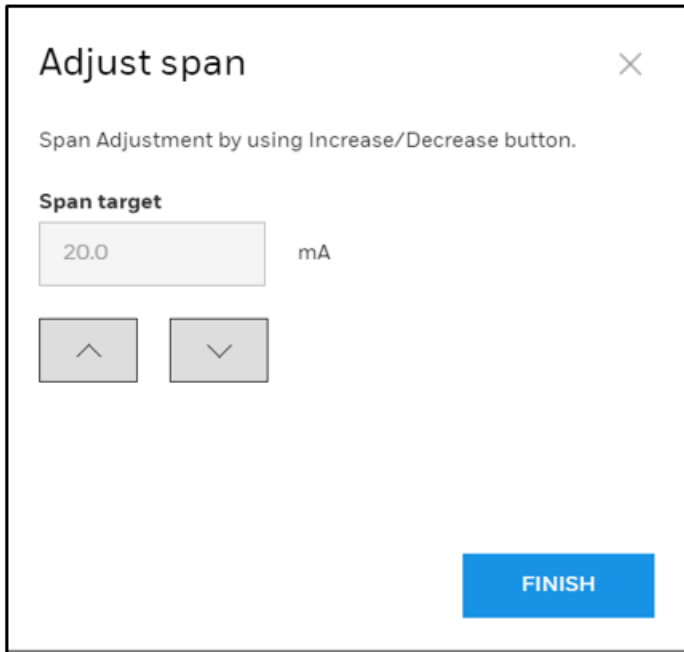 Adjust span
Span Adjustment by using Increase/Decrease button.
Span target
20.0 mA
FINISH